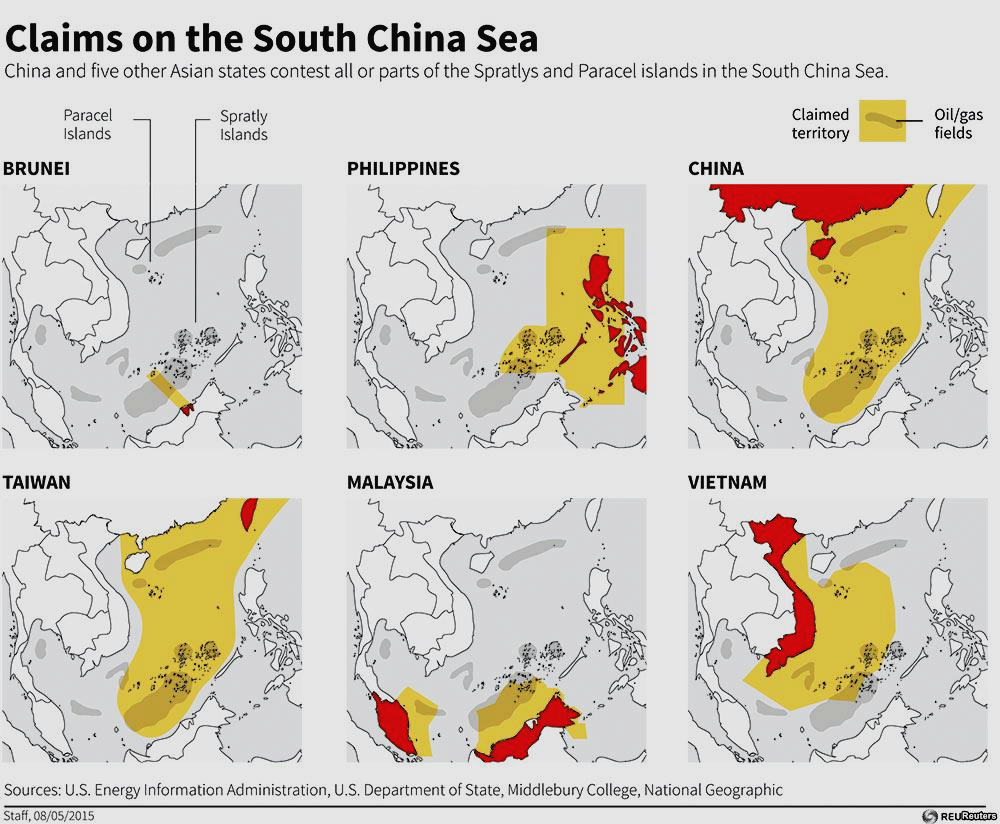 Claims on the South China Sea
China and five other Asian states contest all or parts of the Spratlys and Paracel islands in the South China Sea.
Paracel
Islands
Spratly
Islands
Claimed
territory
Oil/gas
fields
BRUNEI
PHILIPPINES
CHINA
TAIWAN
MALAYSIA
VIETNAM
Sources: U.S. Energy Information Administration, U.S. Department of State, Middlebury College, National Geographic
Staff, 08/05/2015
REU
Reuters